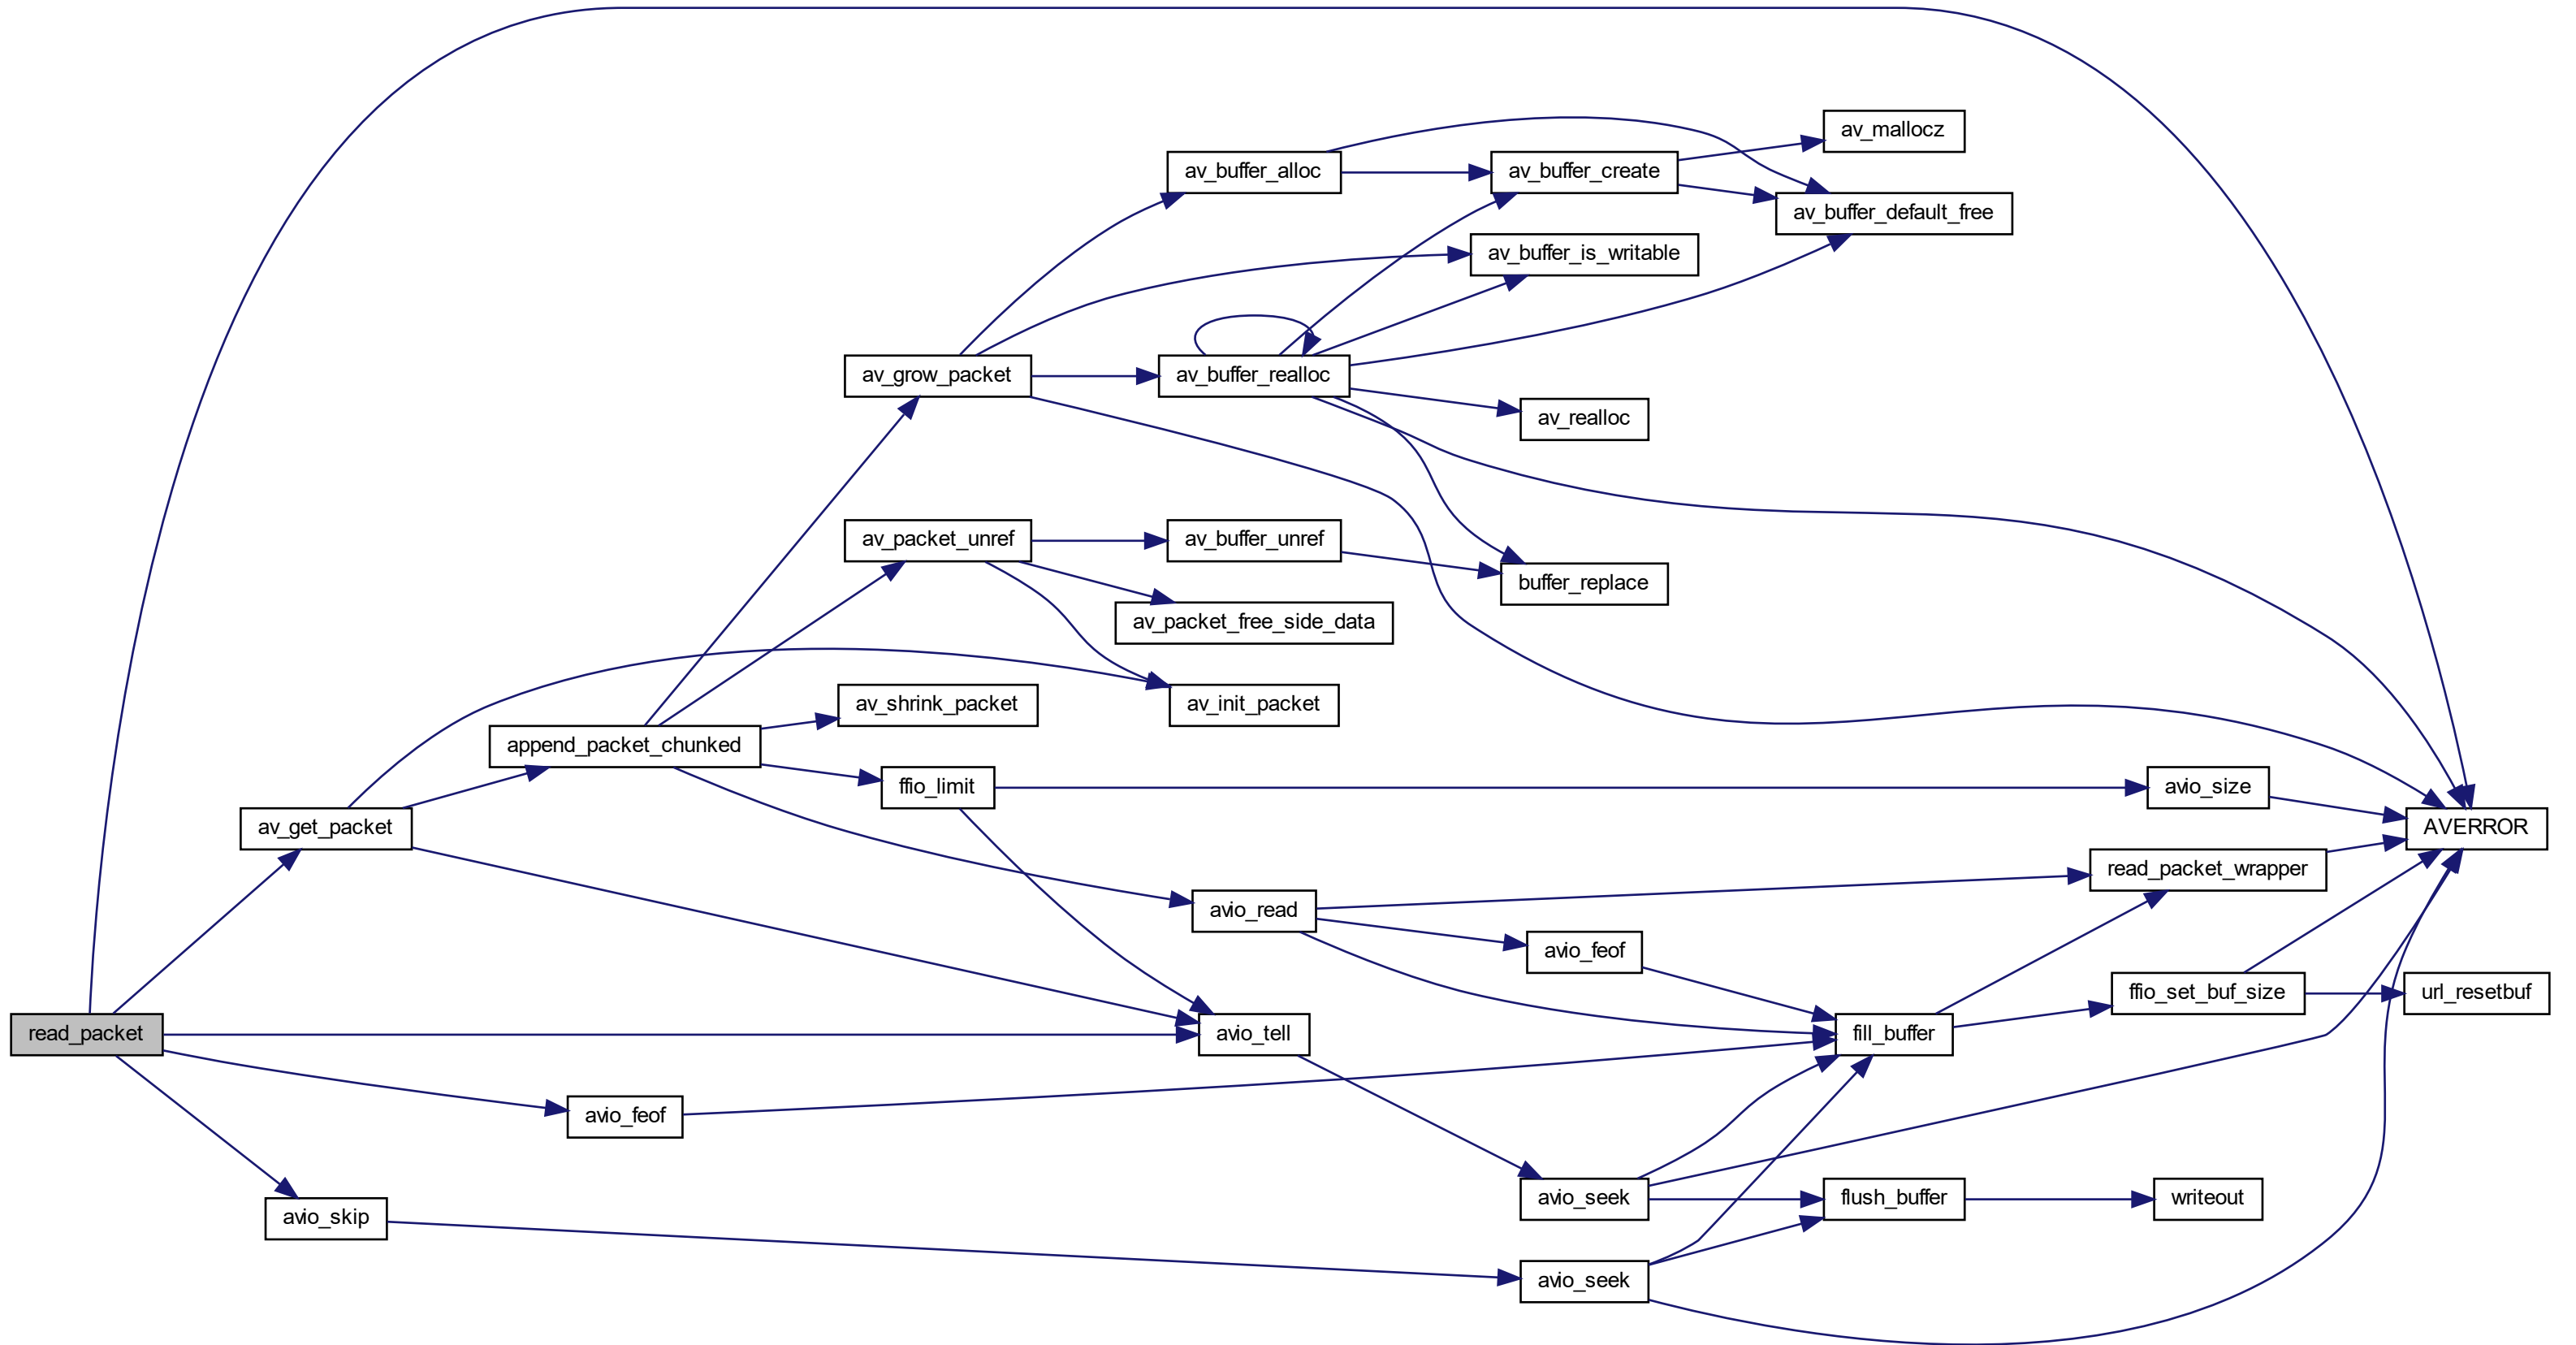 av_mallocz
av_buffer_alloc
av_buffer_create
av_buffer_default_free
av_buffer_is_writable
av_grow_packet
av_buffer_realloc
av_realloc
av_packet_unref
av_buffer_unref
buffer_replace
av_packet_free_side_data
av_shrink_packet
av_init_packet
append_packet_chunked
ffio_limit
avio_size
av_get_packet
AVERROR
read_packet_wrapper
avio_read
avio_feof
ffio_set_buf_size
url_resetbuf
read_packet
avio_tell
fill_buffer
avio_feof
avio_seek
flush_buffer
writeout
avio_skip
avio_seek